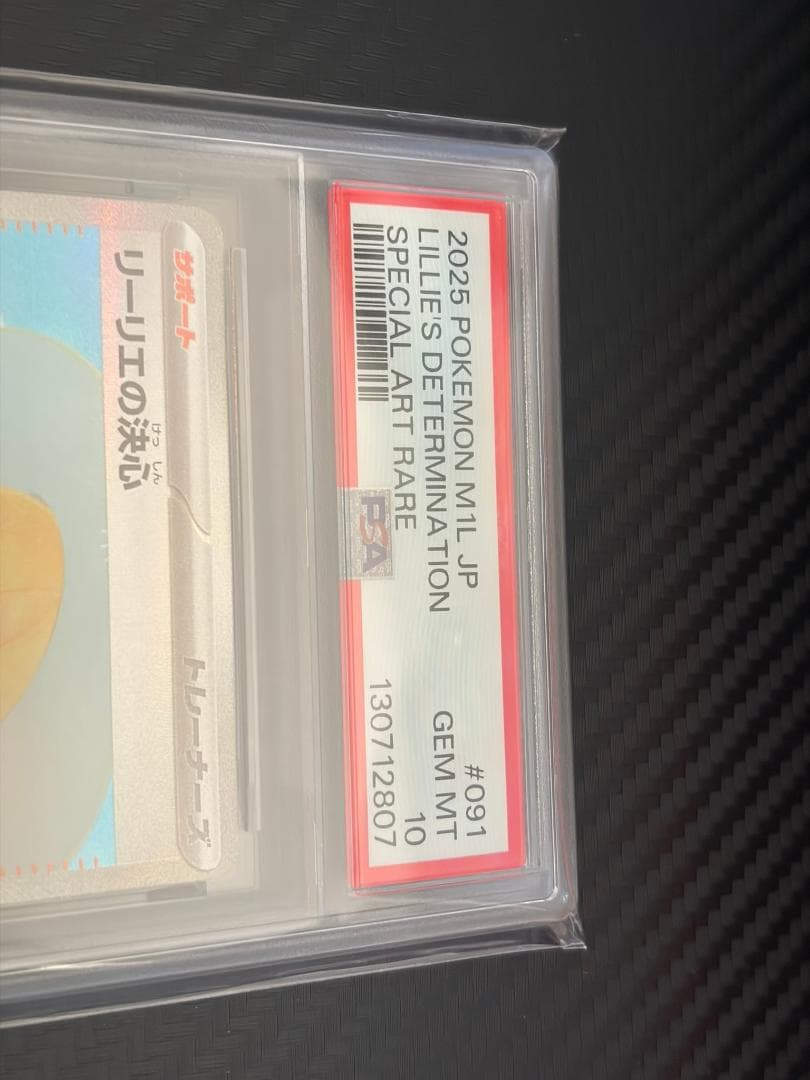 2025 POKEMON M1L JP #091
LILLIE'S DETERMINATION GEM MT
SPECIAL ART RARE 10
PSA 130712807
サポート トレーナーズ
リーリエの決心
けっ しん